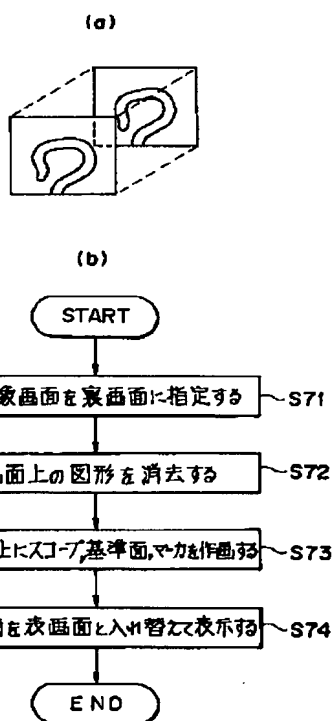 (a)
(b)
START
象画面を裏画面に指定する
S71
面上の図形を消去する
S72
上にスコープ,基準面,マーカを作画する
S73
を表画面と入れ替えて表示する
S74
END